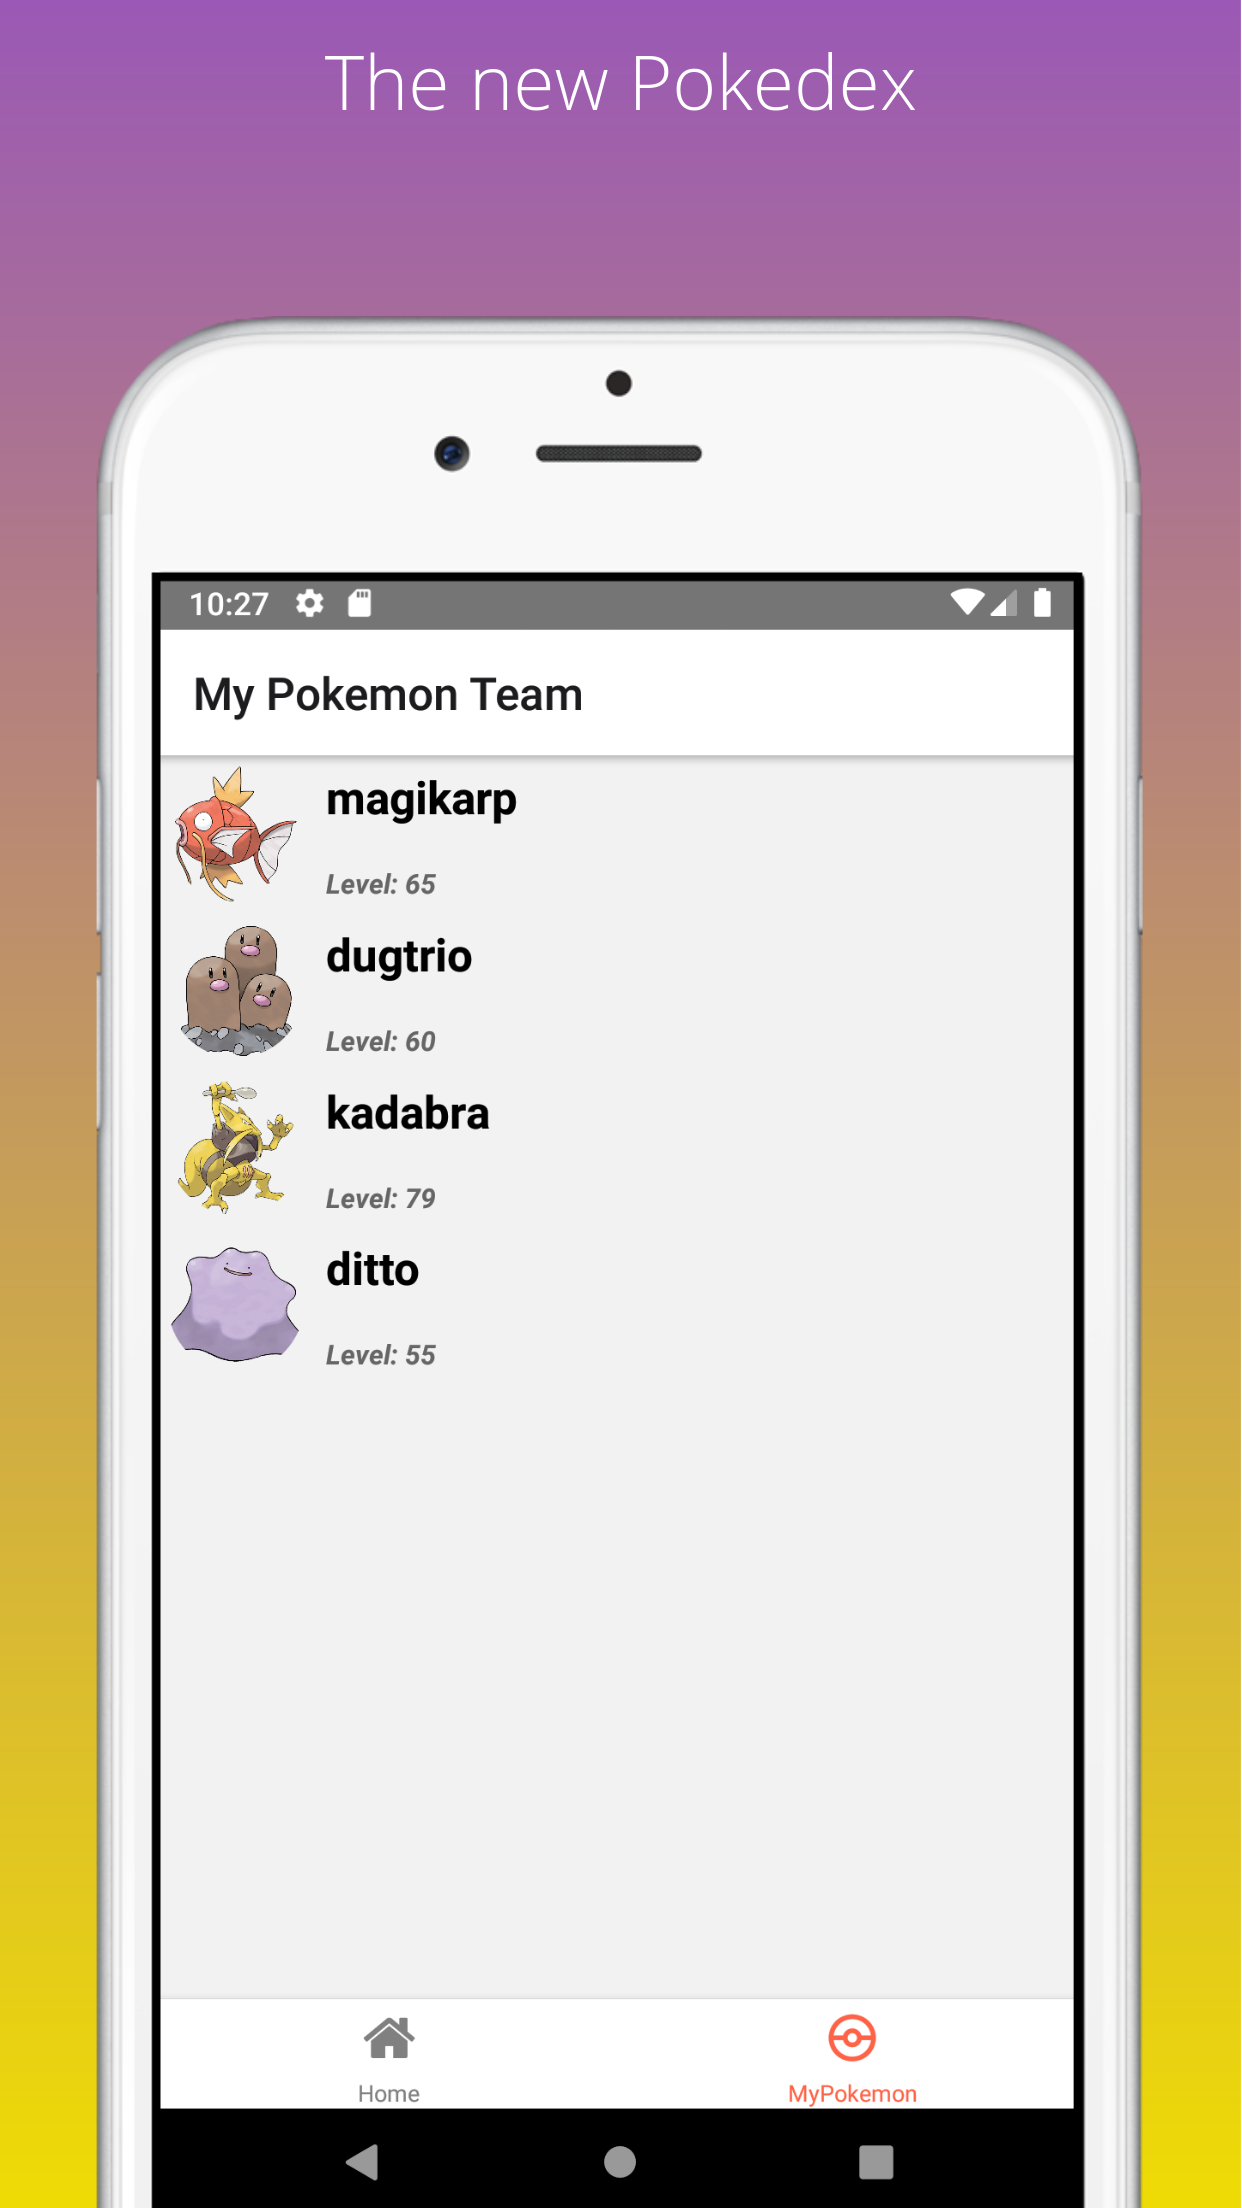 The new Pokedex
10:27
My Pokemon Team
magikarp
Level: 65
dugtrio
Level: 60
kadabra
Level: 79
ditto
Level: 55
Home
MyPokemon